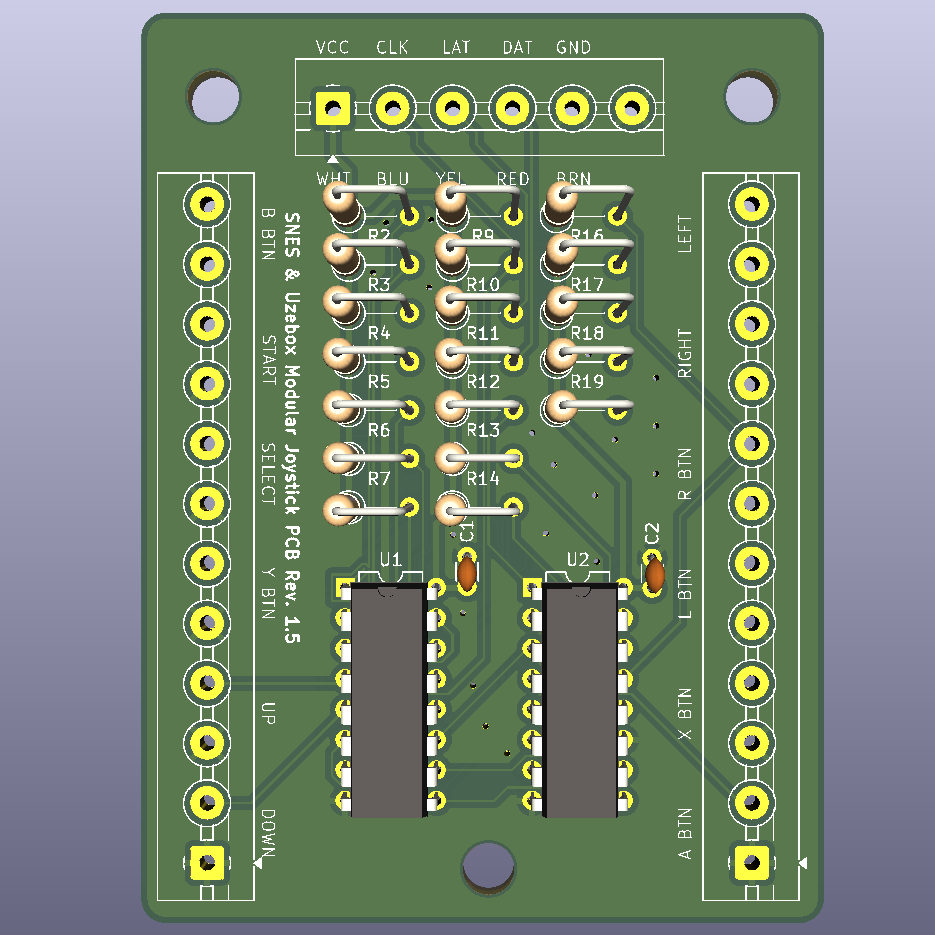 VCC CLK LAT DAT GND
WHT BLU YEL RED BRN
R2 R9 R16
R3 R10 R17
R4 R11 R18
R5 R12 R19
R6 R13
R7 R14
C1 C2
U1 U2
B BTN
START
SELECT
Y BTN
UP
DOWN
SNES & Uzebox Modular Joystick PCB Rev. 1.5
LEFT
RIGHT
R BTN
L BTN
X BTN
A BTN